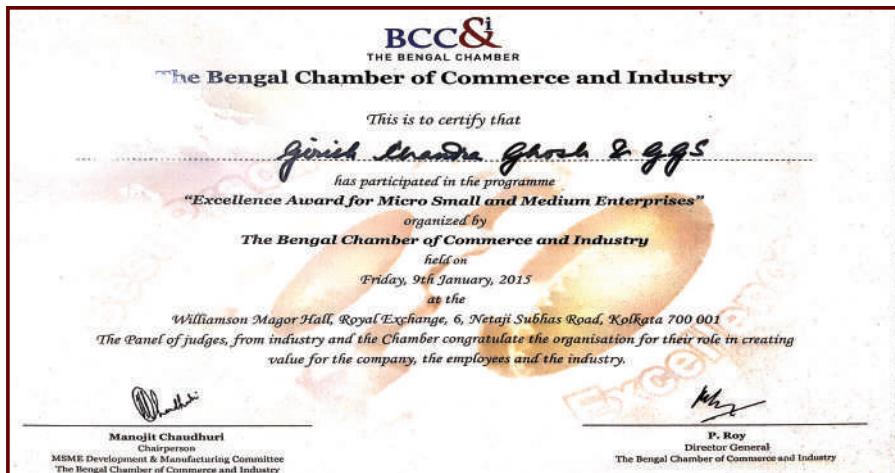 BCC&i
THE BENGAL CHAMBER
The Bengal Chamber of Commerce and Industry
This is to certify that
Girish Chandra Ghosh & GGS
has participated in the programme
"Excellence Award for Micro Small and Medium Enterprises"
organized by
The Bengal Chamber of Commerce and Industry
held on
Friday, 9th January, 2015
at the
Williamson Magor Hall, Royal Exchange, 6, Netaji Subhas Road, Kolkata 700 001
The Panel of judges, from industry and the Chamber congratulate the organisation for their role in creating
value for the company, the employees and the industry.
Excellence
Manojit Chaudhuri
Chairperson
MSME Development & Manufacturing Committee
The Bengal Chamber of Commerce and Industry
P. Roy
Director General
The Bengal Chamber of Commerce and Industry